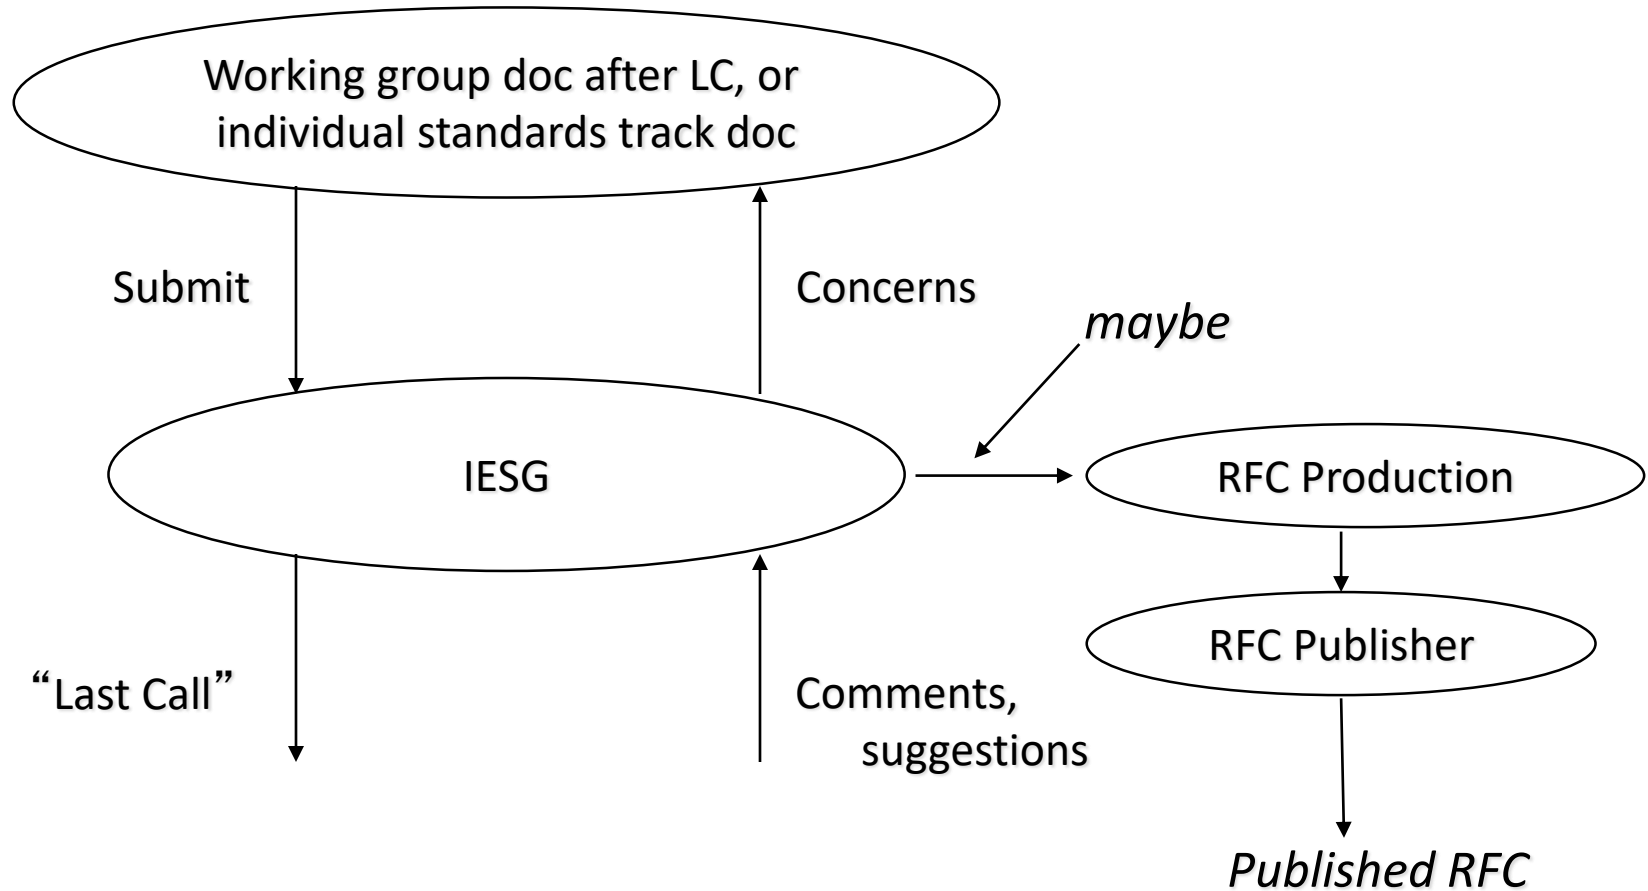 Working group doc after LC, or
individual standards track doc
Submit
Concerns
maybe
IESG
RFC Production
RFC Publisher
“Last Call”
Comments,
suggestions
Published RFC